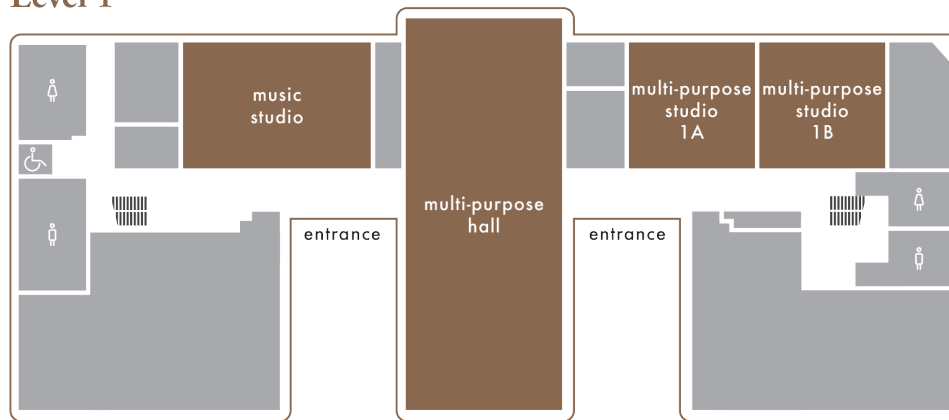 Level 1
music
studio
multi-purpose
studio
1A
multi-purpose
studio
1B
multi-purpose
hall
entrance
entrance